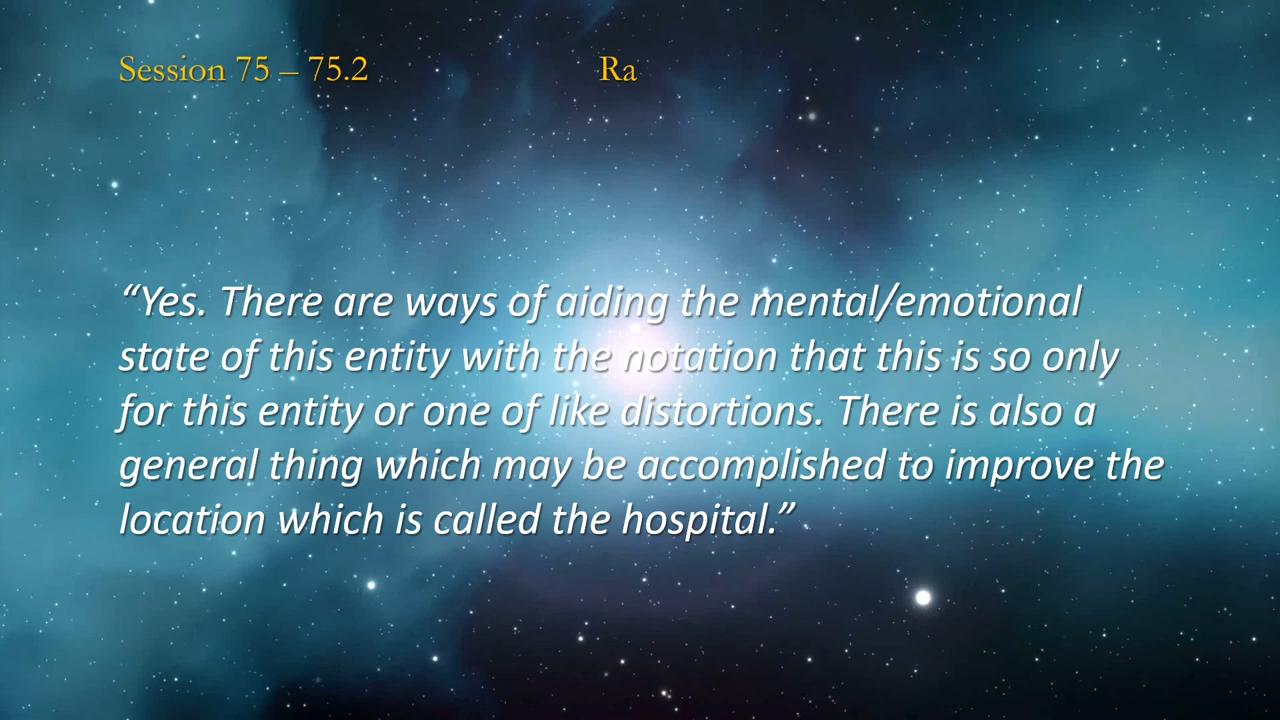 Session 75 – 75.2 Ra
“Yes. There are ways of aiding the mental/emotional
state of this entity with the notation that this is so only
for this entity or one of like distortions. There is also a
general thing which may be accomplished to improve the
location which is called the hospital.”